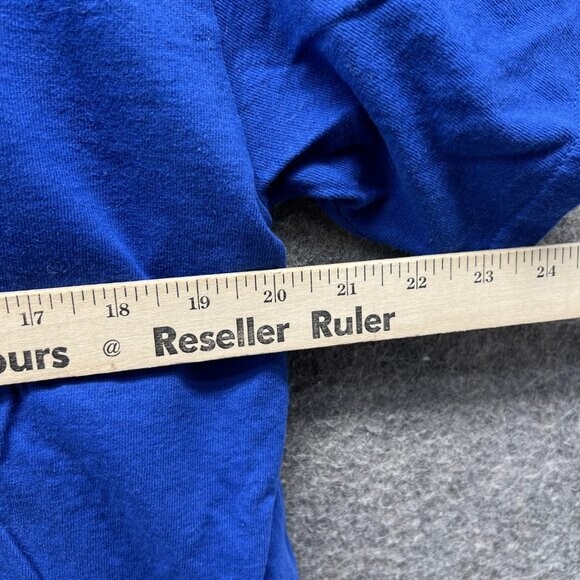 17 18 19 20 21 22 23 24
ours @ Reseller Ruler